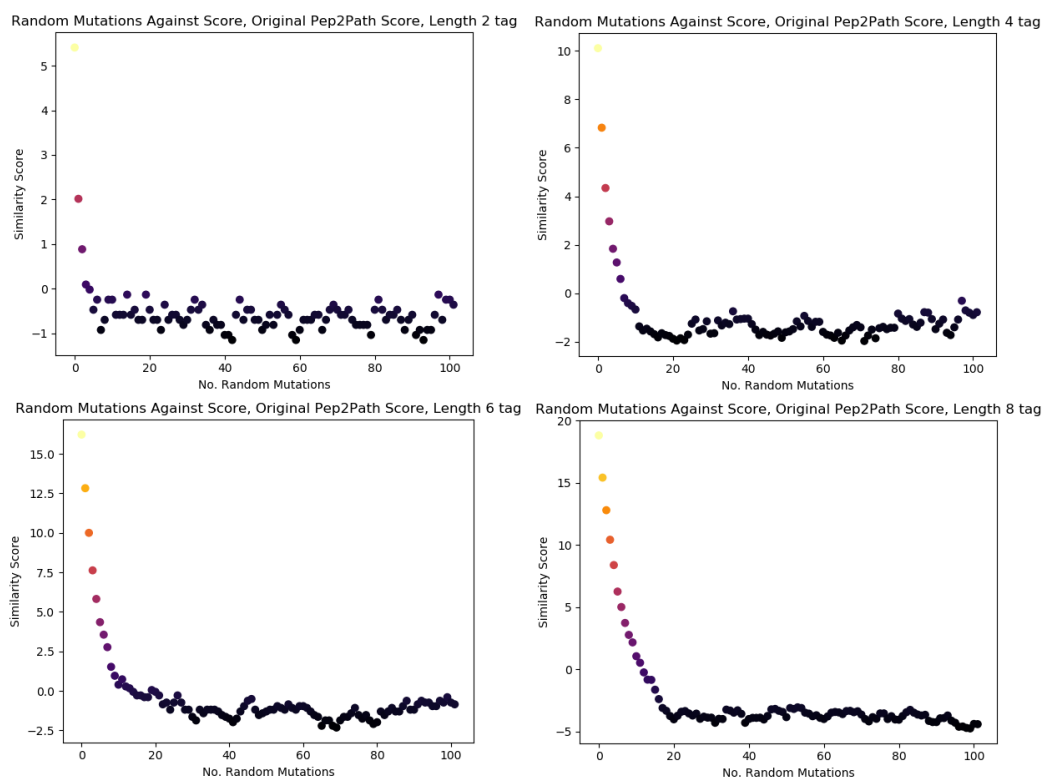 Random Mutations Against Score, Original Pep2Path Score, Length 2 tag
5
4
3
2
1
0
−1
Similarity Score
0 20 40 60 80 100
No. Random Mutations
Random Mutations Against Score, Original Pep2Path Score, Length 4 tag
10
8
6
4
2
0
−2
Similarity Score
0 20 40 60 80 100
No. Random Mutations
Random Mutations Against Score, Original Pep2Path Score, Length 6 tag
15.0
12.5
10.0
7.5
5.0
2.5
0.0
−2.5
Similarity Score
0 20 40 60 80 100
No. Random Mutations
Random Mutations Against Score, Original Pep2Path Score, Length 8 tag
20
15
10
5
0
−5
Similarity Score
0 20 40 60 80 100
No. Random Mutations